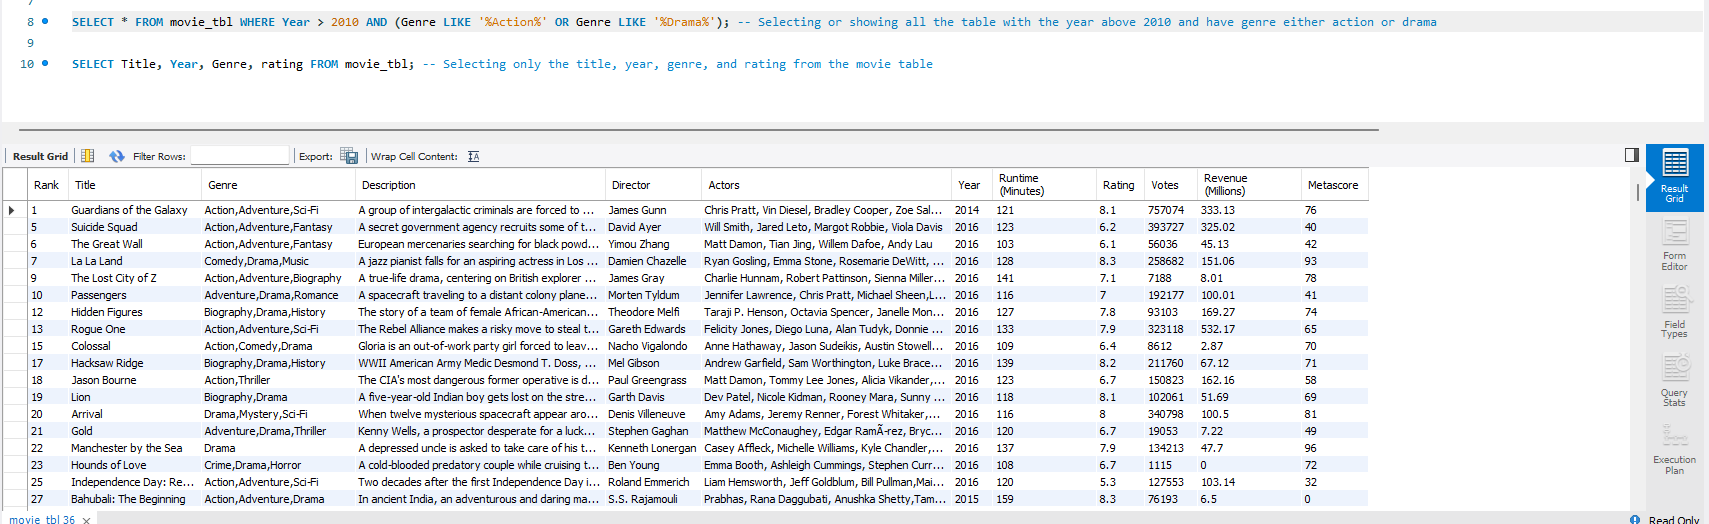 7
8 SELECT * FROM movie_tbl WHERE Year > 2010 AND (Genre LIKE '%Action%' OR Genre LIKE '%Drama%'); -- Selecting or showing all the table with the year above 2010 and have genre either action or drama
9
10 SELECT Title, Year, Genre, rating FROM movie_tbl; -- Selecting only the title, year, genre, and rating from the movie table
Result Grid Filter Rows: Export: Wrap Cell Content: IA
Rank Title Genre Description Director Actors Year Runtime (Minutes) Rating Votes Revenue (Millions) Metascore
1 Guardians of the Galaxy Action,Adventure,Sci-Fi A group of intergalactic criminals are forced to ... James Gunn Chris Pratt, Vin Diesel, Bradley Cooper, Zoe Sal... 2014 121 8.1 757074 333.13 76
5 Suicide Squad Action,Adventure,Fantasy A secret government agency recruits some of t... David Ayer Will Smith, Jared Leto, Margot Robbie, Viola Davis 2016 123 6.2 393727 325.02 40
6 The Great Wall Action,Adventure,Fantasy European mercenaries searching for black powd... Yimou Zhang Matt Damon, Tian Jing, Willem Dafoe, Andy Lau 2016 103 6.1 56036 45.13 42
7 La La Land Comedy,Drama,Music A jazz pianist falls for an aspiring actress in Los ... Damien Chazelle Ryan Gosling, Emma Stone, Rosemarie DeWitt, ... 2016 128 8.3 258682 151.06 93
9 The Lost City of Z Action,Adventure,Biography A true-life drama, centering on British explorer ... James Gray Charlie Hunnam, Robert Pattinson, Sienna Miller... 2016 141 7.1 7188 8.01 78
10 Passengers Adventure,Drama,Romance A spacecraft traveling to a distant colony plane... Morten Tyldum Jennifer Lawrence, Chris Pratt, Michael Sheen,L... 2016 116 7 192177 100.01 41
12 Hidden Figures Biography,Drama,History The story of a team of female African-American... Theodore Melfi Taraji P. Henson, Octavia Spencer, Janelle Mon... 2016 127 7.8 93103 169.27 74
13 Rogue One Action,Adventure,Sci-Fi The Rebel Alliance makes a risky move to steal t... Gareth Edwards Felicity Jones, Diego Luna, Alan Tudyk, Donnie ... 2016 133 7.9 323118 532.17 65
15 Colossal Action,Comedy,Drama Gloria is an out-of-work party girl forced to leav... Nacho Vigalondo Anne Hathaway, Jason Sudeikis, Austin Stowell... 2016 109 6.4 8612 2.87 70
17 Hacksaw Ridge Biography,Drama,History WWII American Army Medic Desmond T. Doss, ... Mel Gibson Andrew Garfield, Sam Worthington, Luke Brace... 2016 139 8.2 211760 67.12 71
18 Jason Bourne Action,Thriller The CIA's most dangerous former operative is d... Paul Greengrass Matt Damon, Tommy Lee Jones, Alicia Vikander,... 2016 123 6.7 150823 162.16 58
19 Lion Biography,Drama A five-year-old Indian boy gets lost on the stre... Garth Davis Dev Patel, Nicole Kidman, Rooney Mara, Sunny ... 2016 118 8.1 102061 51.69 69
20 Arrival Drama,Mystery,Sci-Fi When twelve mysterious spacecraft appear aro... Denis Villeneuve Amy Adams, Jeremy Renner, Forest Whitaker,... 2016 116 8 340798 100.5 81
21 Gold Adventure,Drama,Thriller Kenny Wells, a prospector desperate for a luck... Stephen Gaghan Matthew McConaughey, Edgar RamÃ-rez, Bryc... 2016 120 6.7 19053 7.22 49
22 Manchester by the Sea Drama A depressed uncle is asked to take care of his t... Kenneth Lonergan Casey Affleck, Michelle Williams, Kyle Chandler,... 2016 137 7.9 134213 47.7 96
23 Hounds of Love Crime,Drama,Horror A cold-blooded predatory couple while cruising t... Ben Young Emma Booth, Ashleigh Cummings, Stephen Curr... 2016 108 6.7 1115 0 72
25 Independence Day: Re... Action,Adventure,Sci-Fi Two decades after the first Independence Day i... Roland Emmerich Liam Hemsworth, Jeff Goldblum, Bill Pullman,Mai... 2016 120 5.3 127553 103.14 32
27 Bahubali: The Beginning Action,Adventure,Drama In ancient India, an adventurous and daring ma... S.S. Rajamouli Prabhas, Rana Daggubati, Anushka Shetty,Tam... 2015 159 8.3 76193 6.5 0
Result
Grid
Form
Editor
Field
Types
Query
Stats
Execution
Plan
movie_tbl 36
Read Only